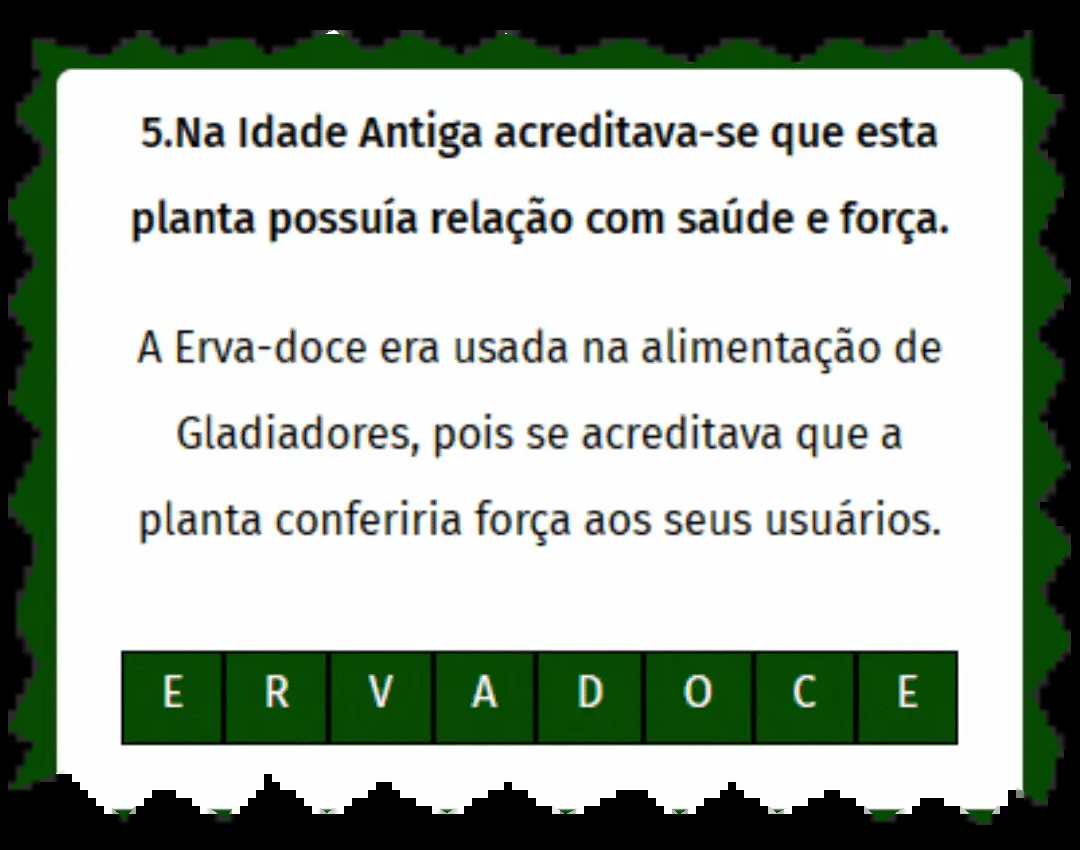 5.Na Idade Antiga acreditava-se que esta
planta possuía relação com saúde e força.
A Erva-doce era usada na alimentação de
Gladiadores, pois se acreditava que a
planta conferiria força aos seus usuários.
E R V A D O C E